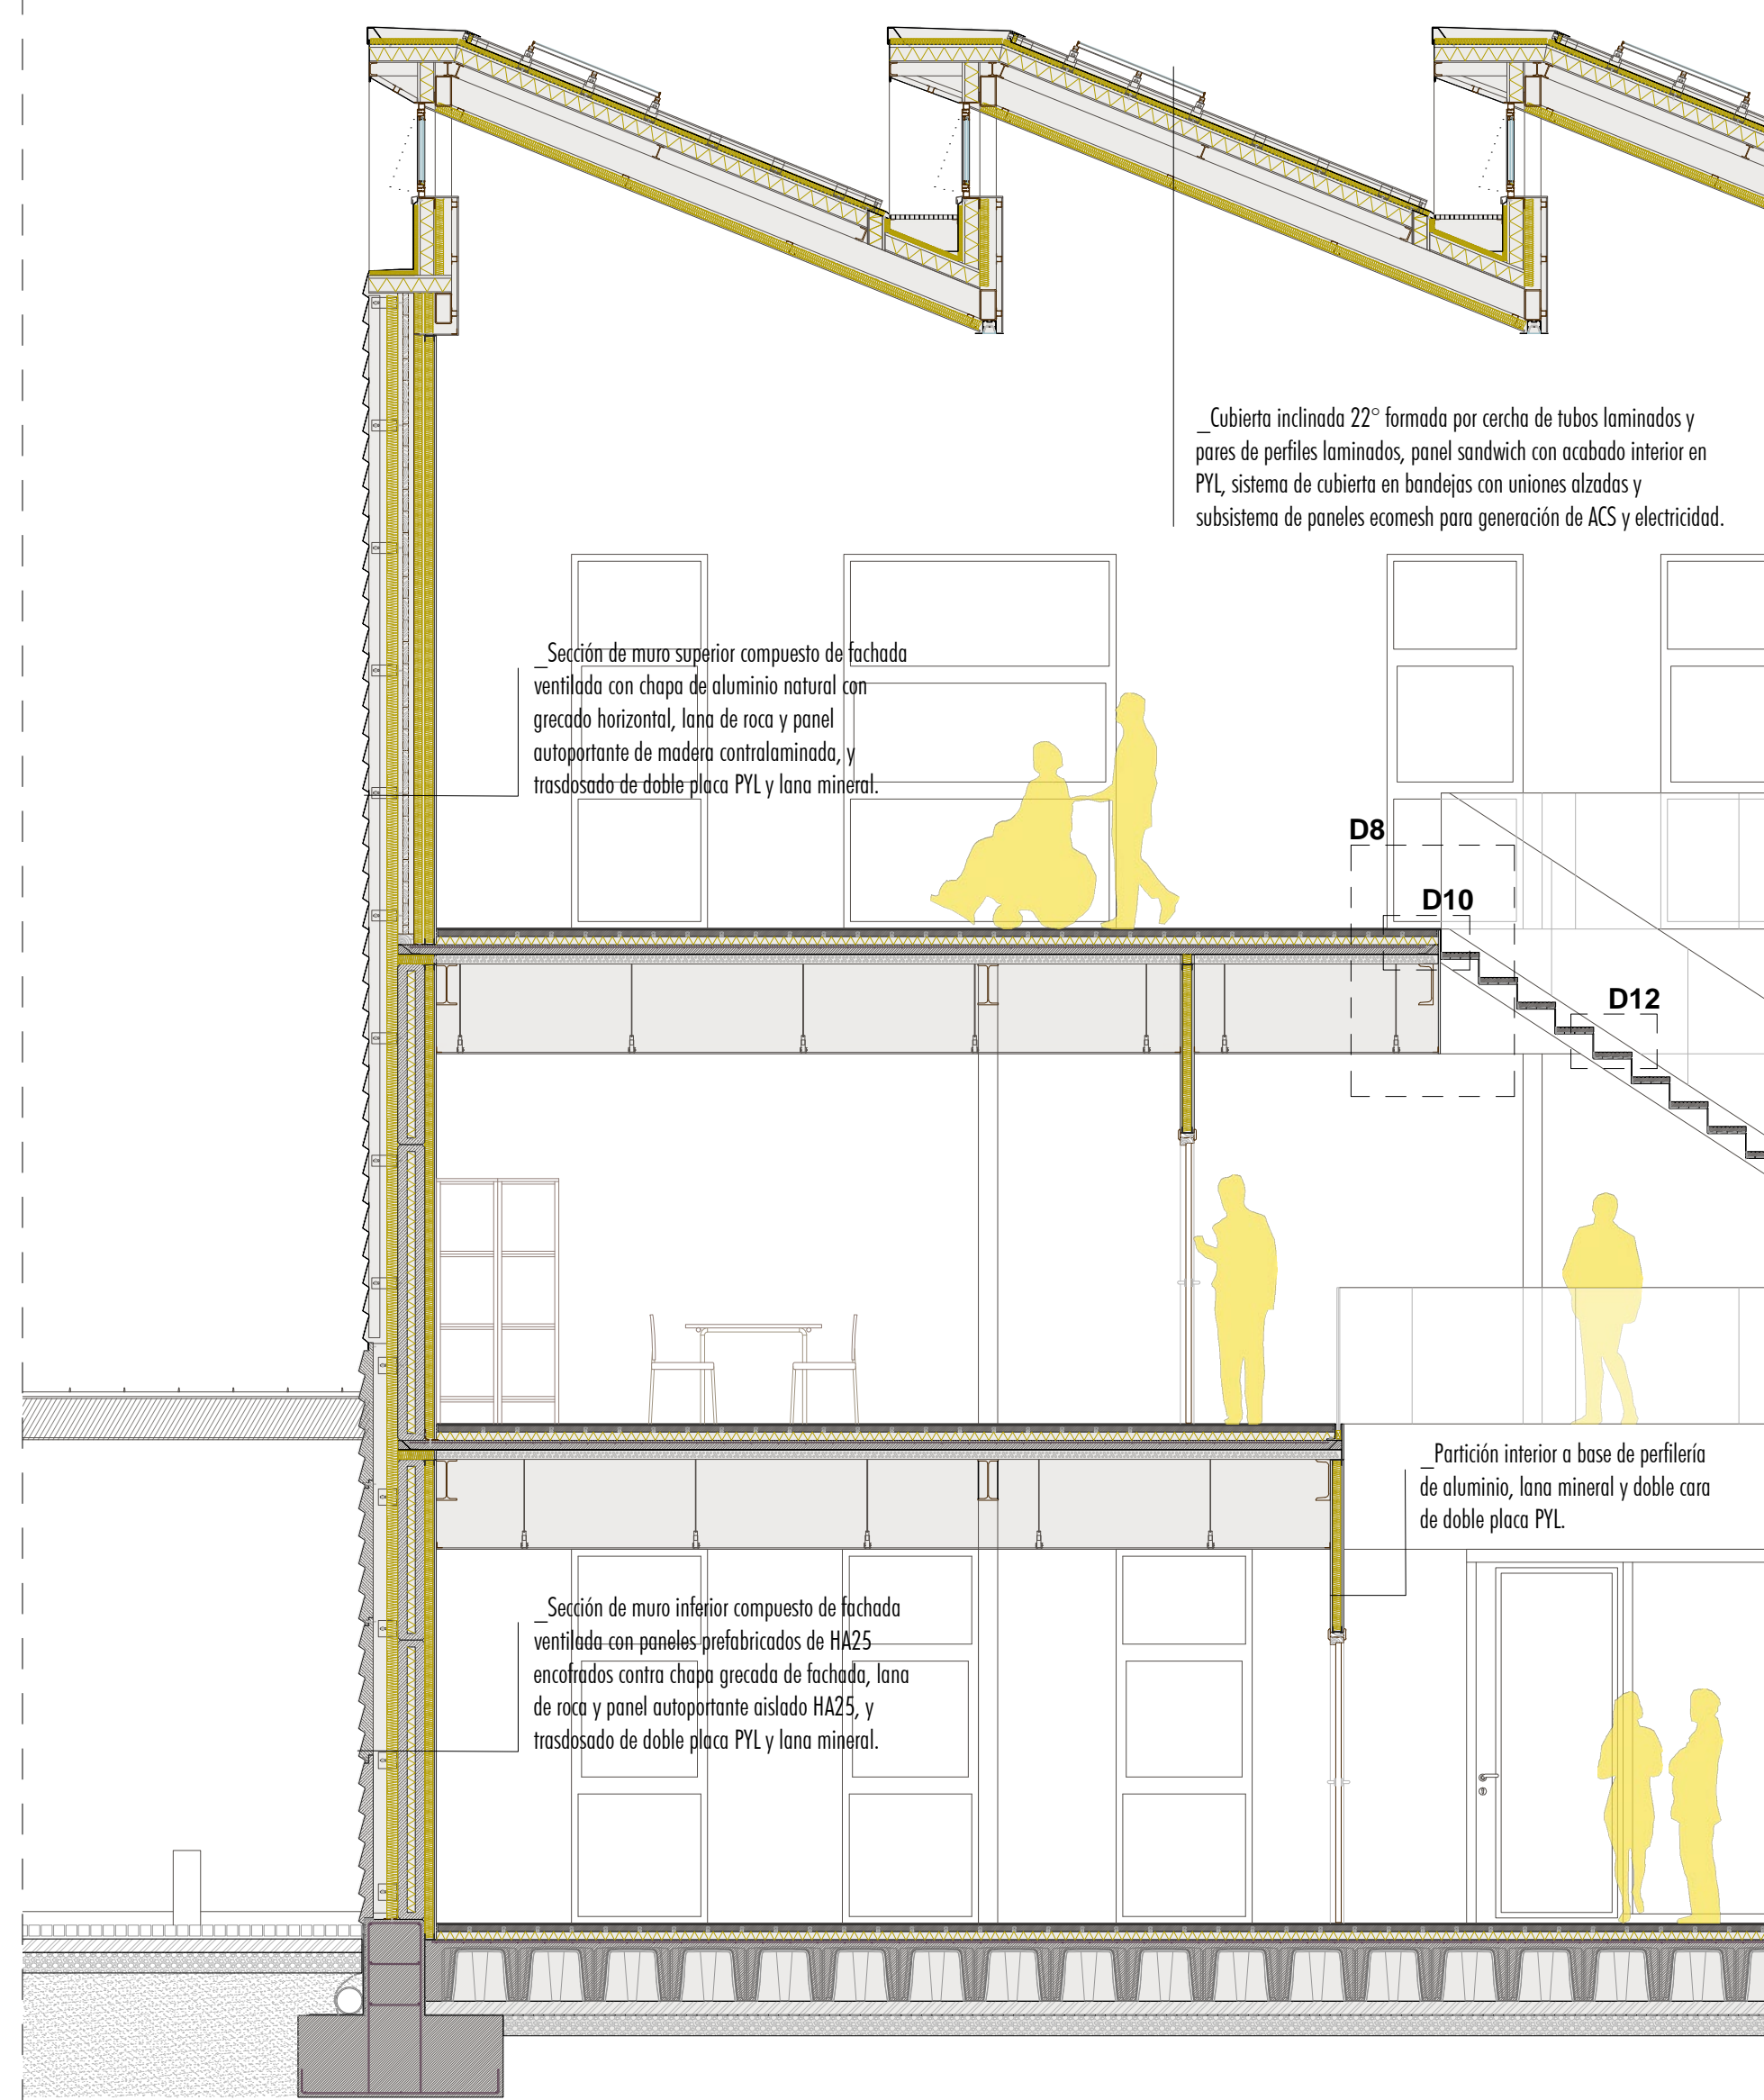 _Cubierta inclinada 22° formada por cercha de tubos laminados y
pares de perfiles laminados, panel sandwich con acabado interior en
PYL, sistema de cubierta en bandejas con uniones alzadas y
subsistema de paneles ecomesh para generación de ACS y electricidad.
_Sección de muro superior compuesto de fachada
ventilada con chapa de aluminio natural con
grecado horizontal, lana de roca y panel
autoportante de madera contralaminada, y
trasdosado de doble placa PYL y lana mineral.
D8
D10
D12
_Partición interior a base de perfilería
de aluminio, lana mineral y doble cara
de doble placa PYL.
_Sección de muro inferior compuesto de fachada
ventilada con paneles prefabricados de HA25
encofrados contra chapa grecada de fachada, lana
de roca y panel autoportante aislado HA25, y
trasdosado de doble placa PYL y lana mineral.